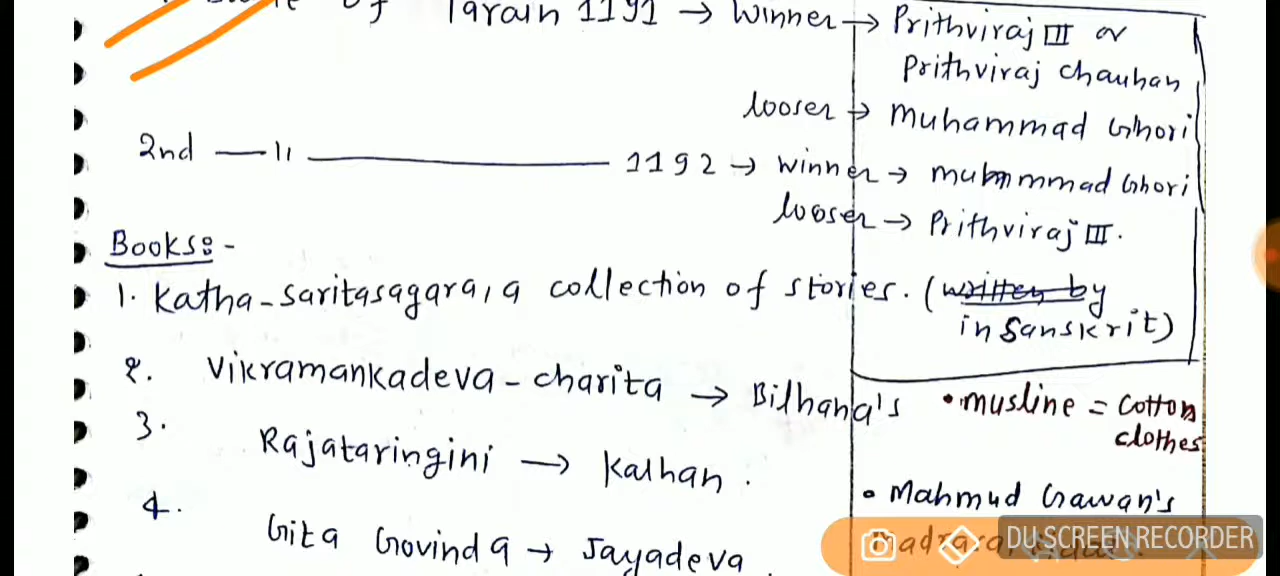 of Tarain 1191 → Winner → Prithviraj III or
Prithviraj Chauhan
looser → Muhammad Ghori
2nd —11——— 1192 → Winner → Muhammad Ghori
looser → Prithviraj III.
Books:-
1. Katha-saritasagara, a collection of stories. (written by
in Sanskrit)
2. Vikramankadeva-charita → Bilhana's
• musline = cotton
clothes
3. Rajataringini → Kalhan.
• Mahmud Gawan's
4. Gita Govinda → Jayadeva.
DU SCREEN RECORDER